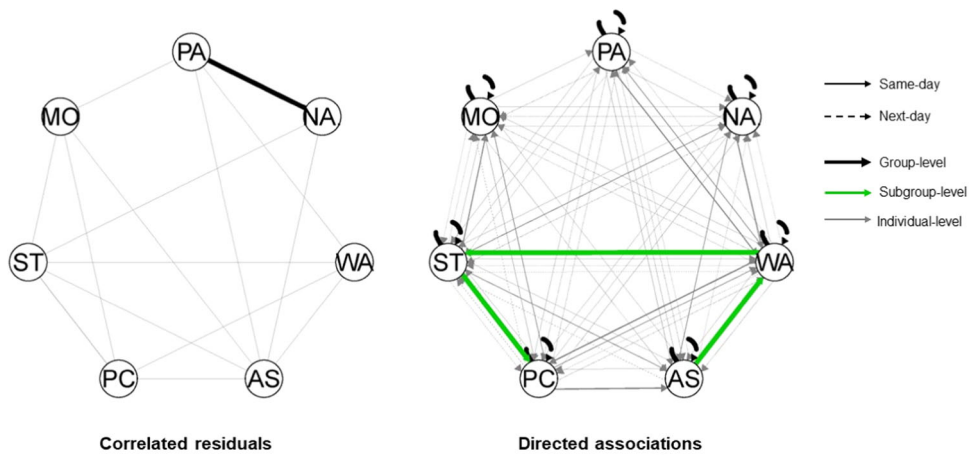 PA
NA
MO
ST
WA
PC
AS
Correlated residuals
PA
MO
NA
ST
WA
PC
AS
Directed associations
Same-day
Next-day
Group-level
Subgroup-level
Individual-level